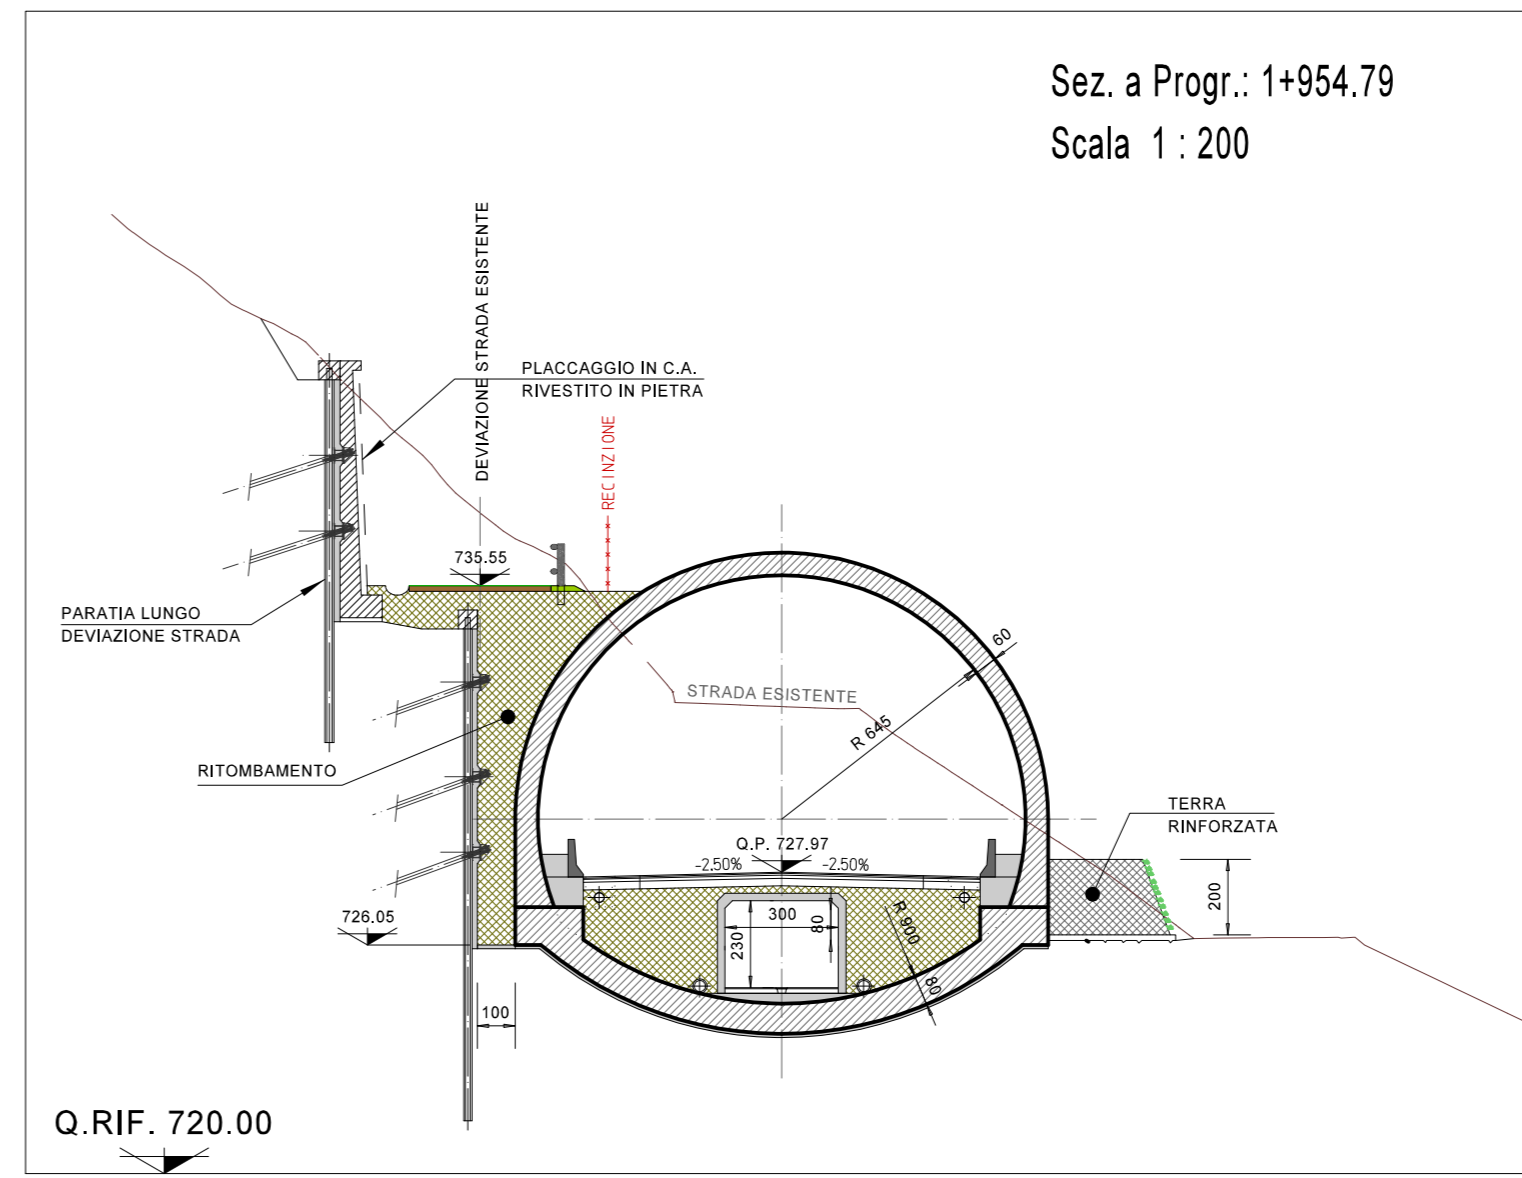 Sez. a Progr.: 1+954.79
Scala 1 : 200
DEVIAZIONE STRADA ESISTENTE
PLACCAGGIO IN C.A.
RIVESTITO IN PIETRA
RECINZIONE
735.55
PARATIA LUNGO
DEVIAZIONE STRADA
60
STRADA ESISTENTE
R 645
RITOMBAMENTO
TERRA
RINFORZATA
Q.P. 727.97
-2.50%
-2.50%
200
726.05
300
80
R 900
230
80
100
Q.RIF. 720.00